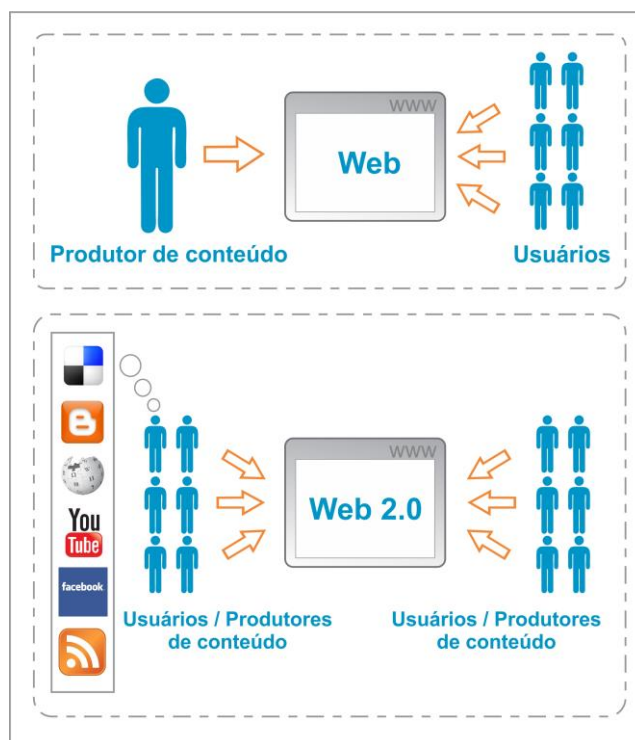 WWW
Web
Produtor de conteúdo
Usuários
You
Tube
facebook
WWW
Web 2.0
Usuários / Produtores
de conteúdo
Usuários / Produtores
de conteúdo